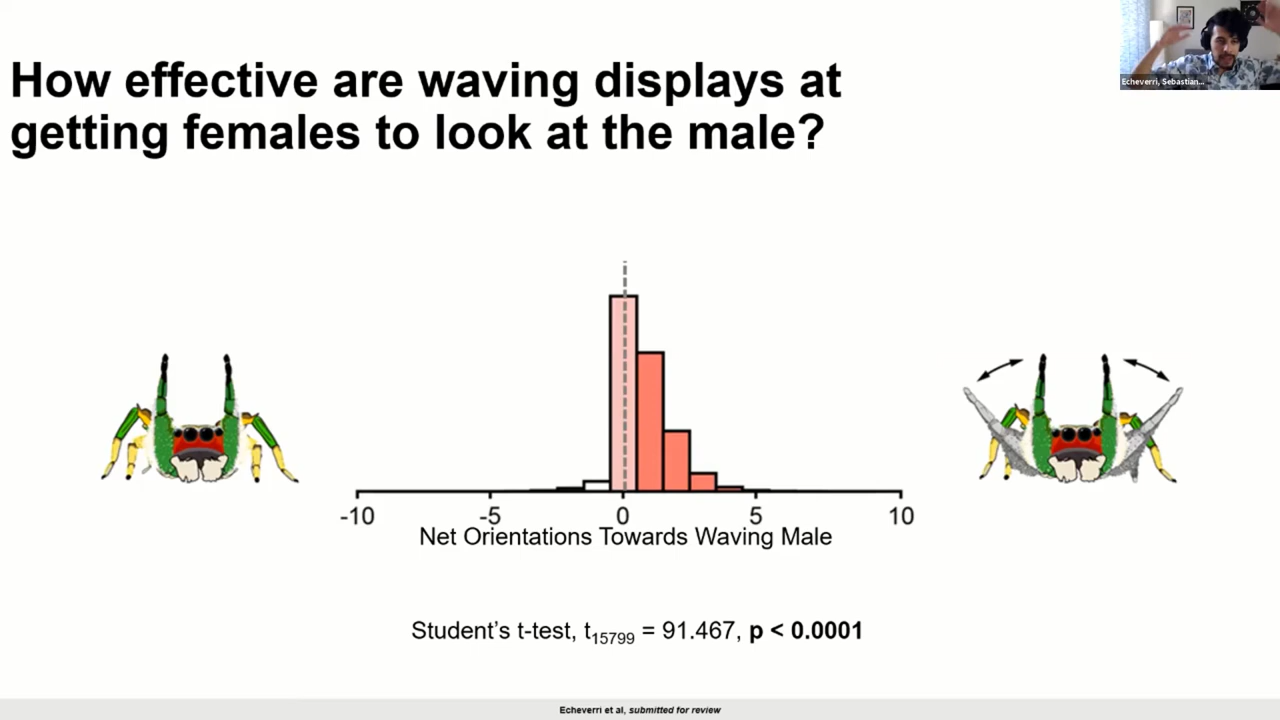 How effective are waving displays at
getting females to look at the male?
Echeverri, Sebastian...
-10 -5 0 5 10
Net Orientations Towards Waving Male
Student’s t-test, t15799 = 91.467, p < 0.0001
Echeverri et al, submitted for review